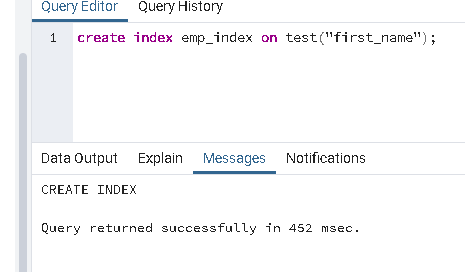 Query Editor Query History
1 create index emp_index on test("first_name");
Data Output Explain Messages Notifications
CREATE INDEX
Query returned successfully in 452 msec.